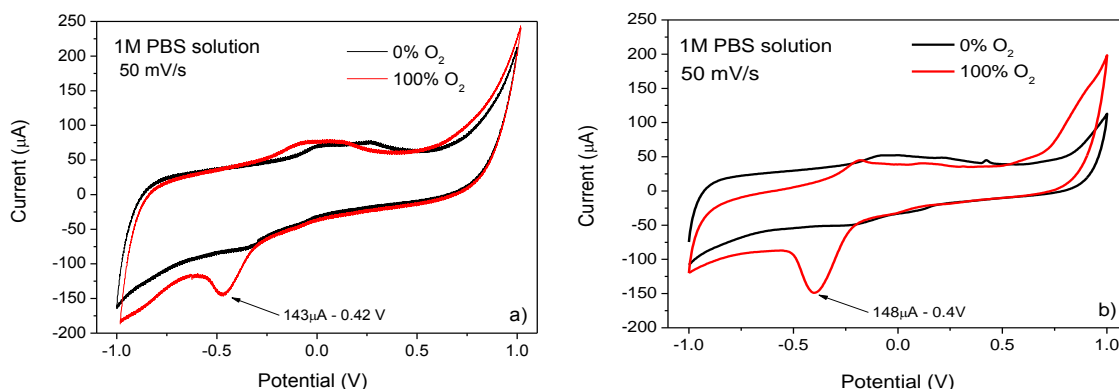 250
200
150
100
50
0
-50
-100
-150
-200
Current (μA)
1M PBS solution
50 mV/s
0% O2
100% O2
143μA - 0.42 V
a)
-1.0 -0.5 0.0 0.5 1.0
Potential (V)
250
200
150
100
50
0
-50
-100
-150
-200
Current (μA)
1M PBS solution
50 mV/s
0% O2
100% O2
148μA - 0.4V
b)
-1.0 -0.5 0.0 0.5 1.0
Potential (V)